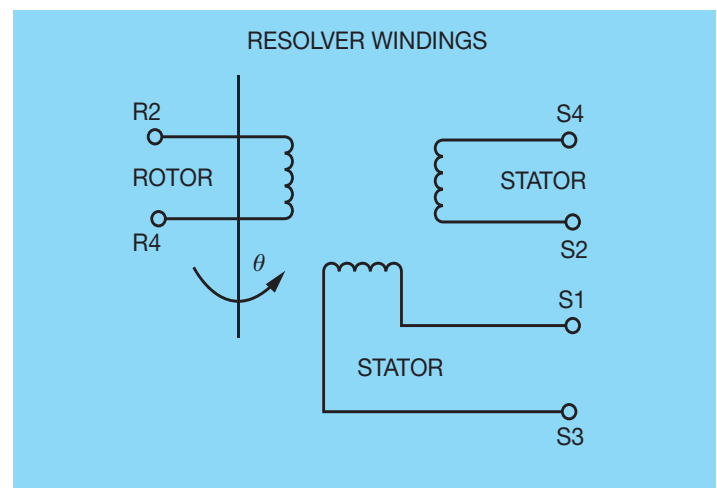 RESOLVER WINDINGS
R2
S4
ROTOR
STATOR
R4
S2
θ
S1
STATOR
S3